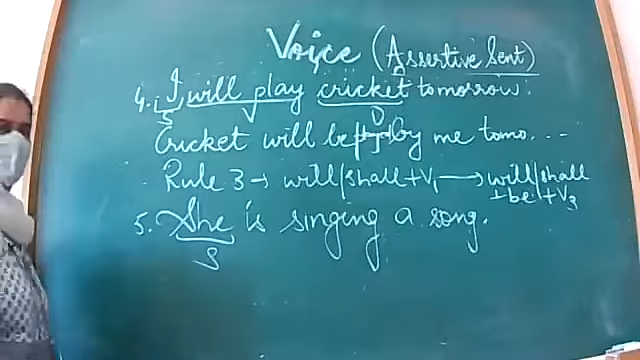 Voice (Assertive Sent)
4. I will play cricket tomorrow.
S V O
Cricket will be by me tomo...
Rule 3 → will/shall + V1 → will/shall
+ be + V3
5. She is singing a song.
S